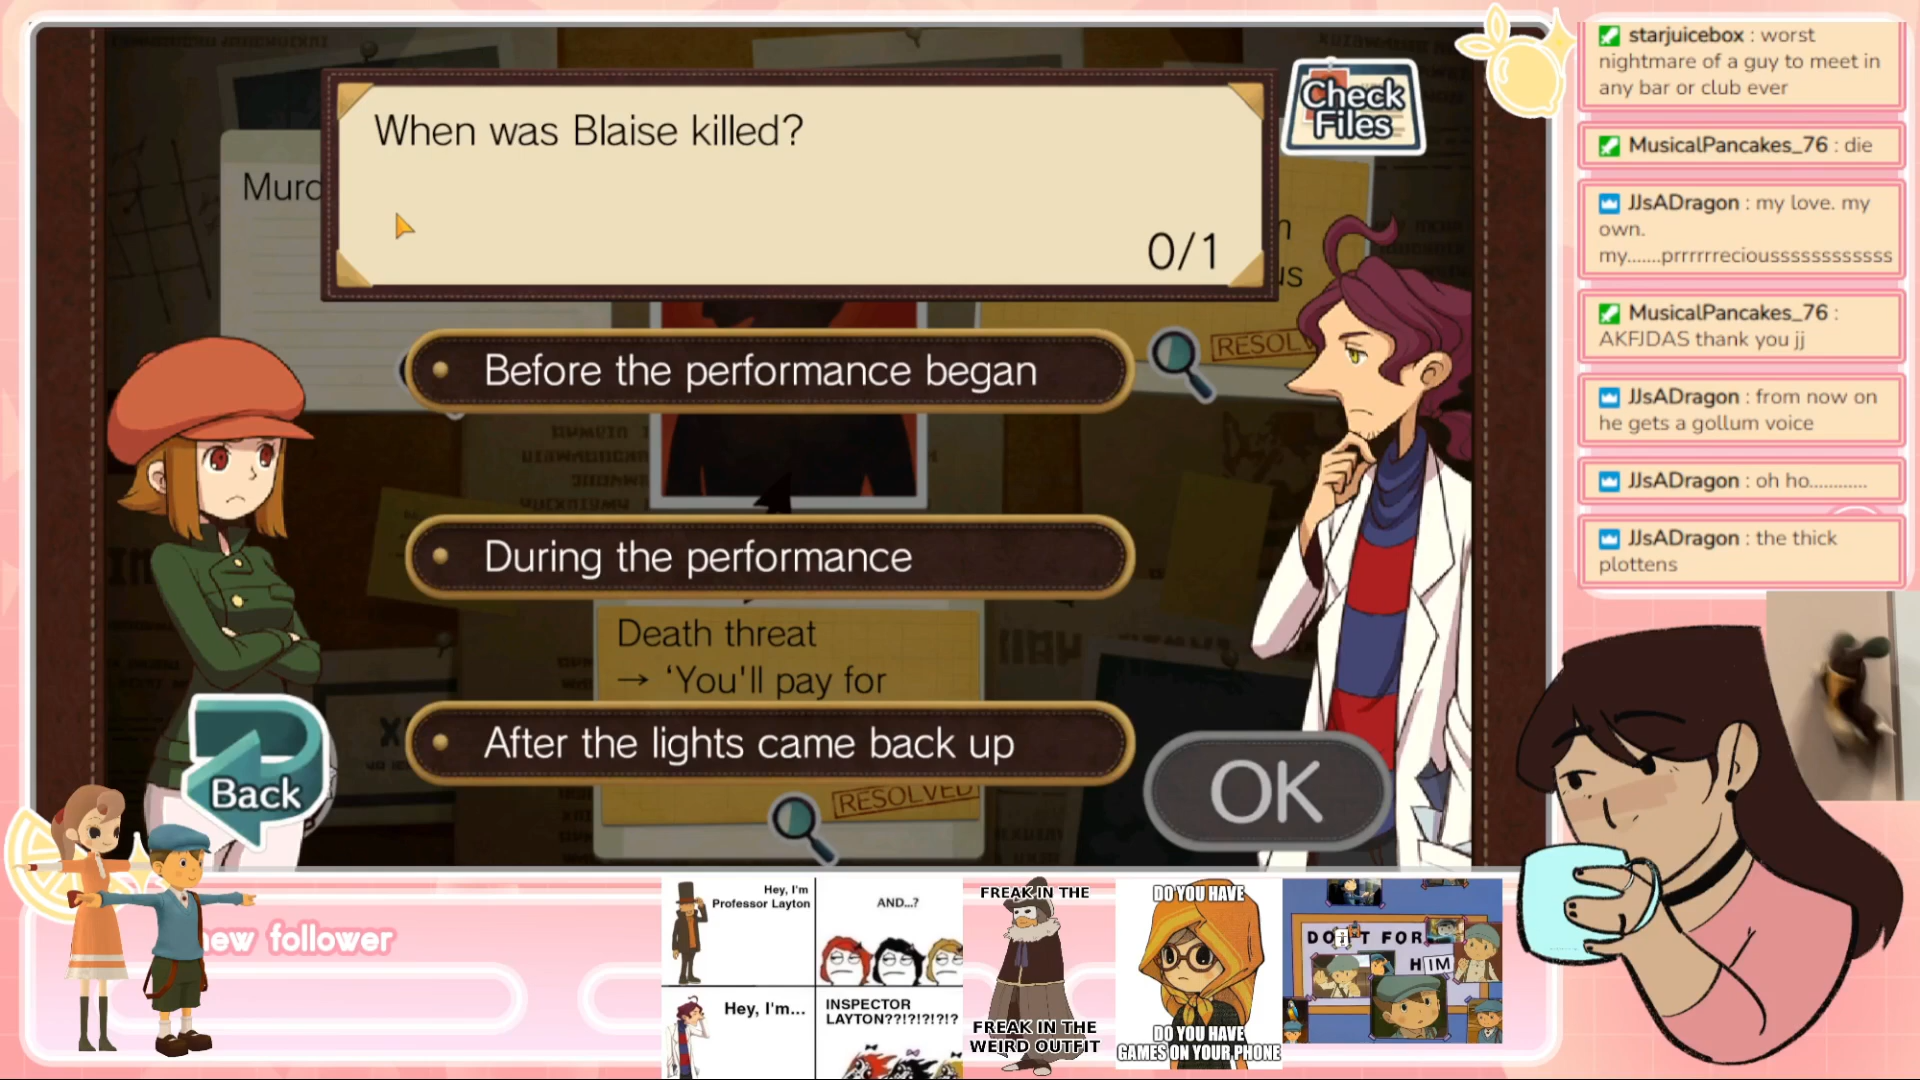 When was Blaise killed?
0/1
Check
Files
Murd
Before the performance began
RESOLV
During the performance
Death threat
→ ‘You'll pay for
After the lights came back up
RESOLVED
Back
OK
starjuicebox : worst
nightmare of a guy to meet in
any bar or club ever
MusicalPancakes_76 : die
JJsADragon : my love. my
own.
my.......prrrrrrecioussssssssssss
MusicalPancakes_76 :
AKFJDAS thank you jj
JJsADragon : from now on
he gets a gollum voice
JJsADragon : oh ho............
JJsADragon : the thick
plottens
new follower
Hey, I'm
Professor Layton
AND...?
Hey, I'm...
INSPECTOR
LAYTON??!?!?!?!?
FREAK IN THE
FREAK IN THE
WEIRD OUTFIT
DO YOU HAVE
DO YOU HAVE
GAMES ON YOUR PHONE
FOR
HIM